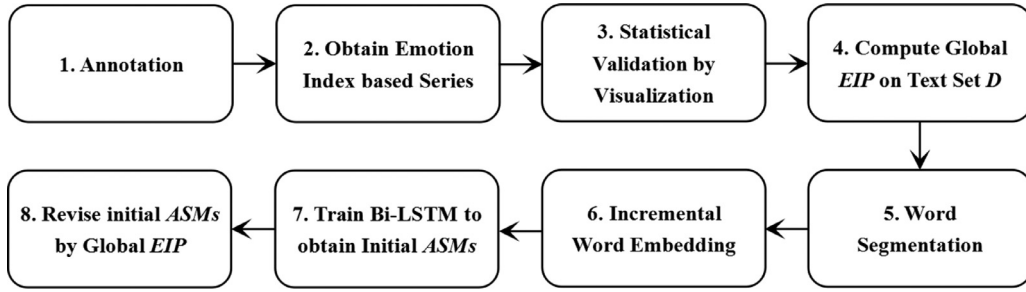 1. Annotation
2. Obtain Emotion
Index based Series
3. Statistical
Validation by
Visualization
4. Compute Global
EIP on Text Set D
5. Word
Segmentation
6. Incremental
Word Embedding
7. Train Bi-LSTM to
obtain Initial ASMs
8. Revise initial ASMs
by Global EIP